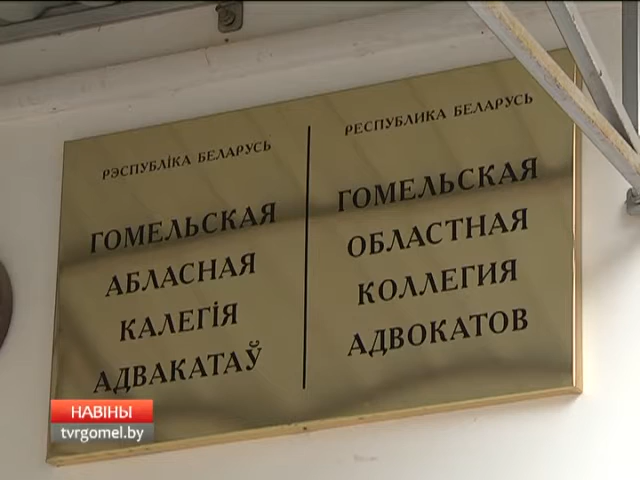 РЭСПУБЛІКА БЕЛАРУСЬ
ГОМЕЛЬСКАЯ
АБЛАСНАЯ
КАЛЕГІЯ
АДВАКАТАЎ
РЕСПУБЛИКА БЕЛАРУСЬ
ГОМЕЛЬСКАЯ
ОБЛАСТНАЯ
КОЛЛЕГИЯ
АДВОКАТОВ
НАВІНЫ
tvrgomel.by